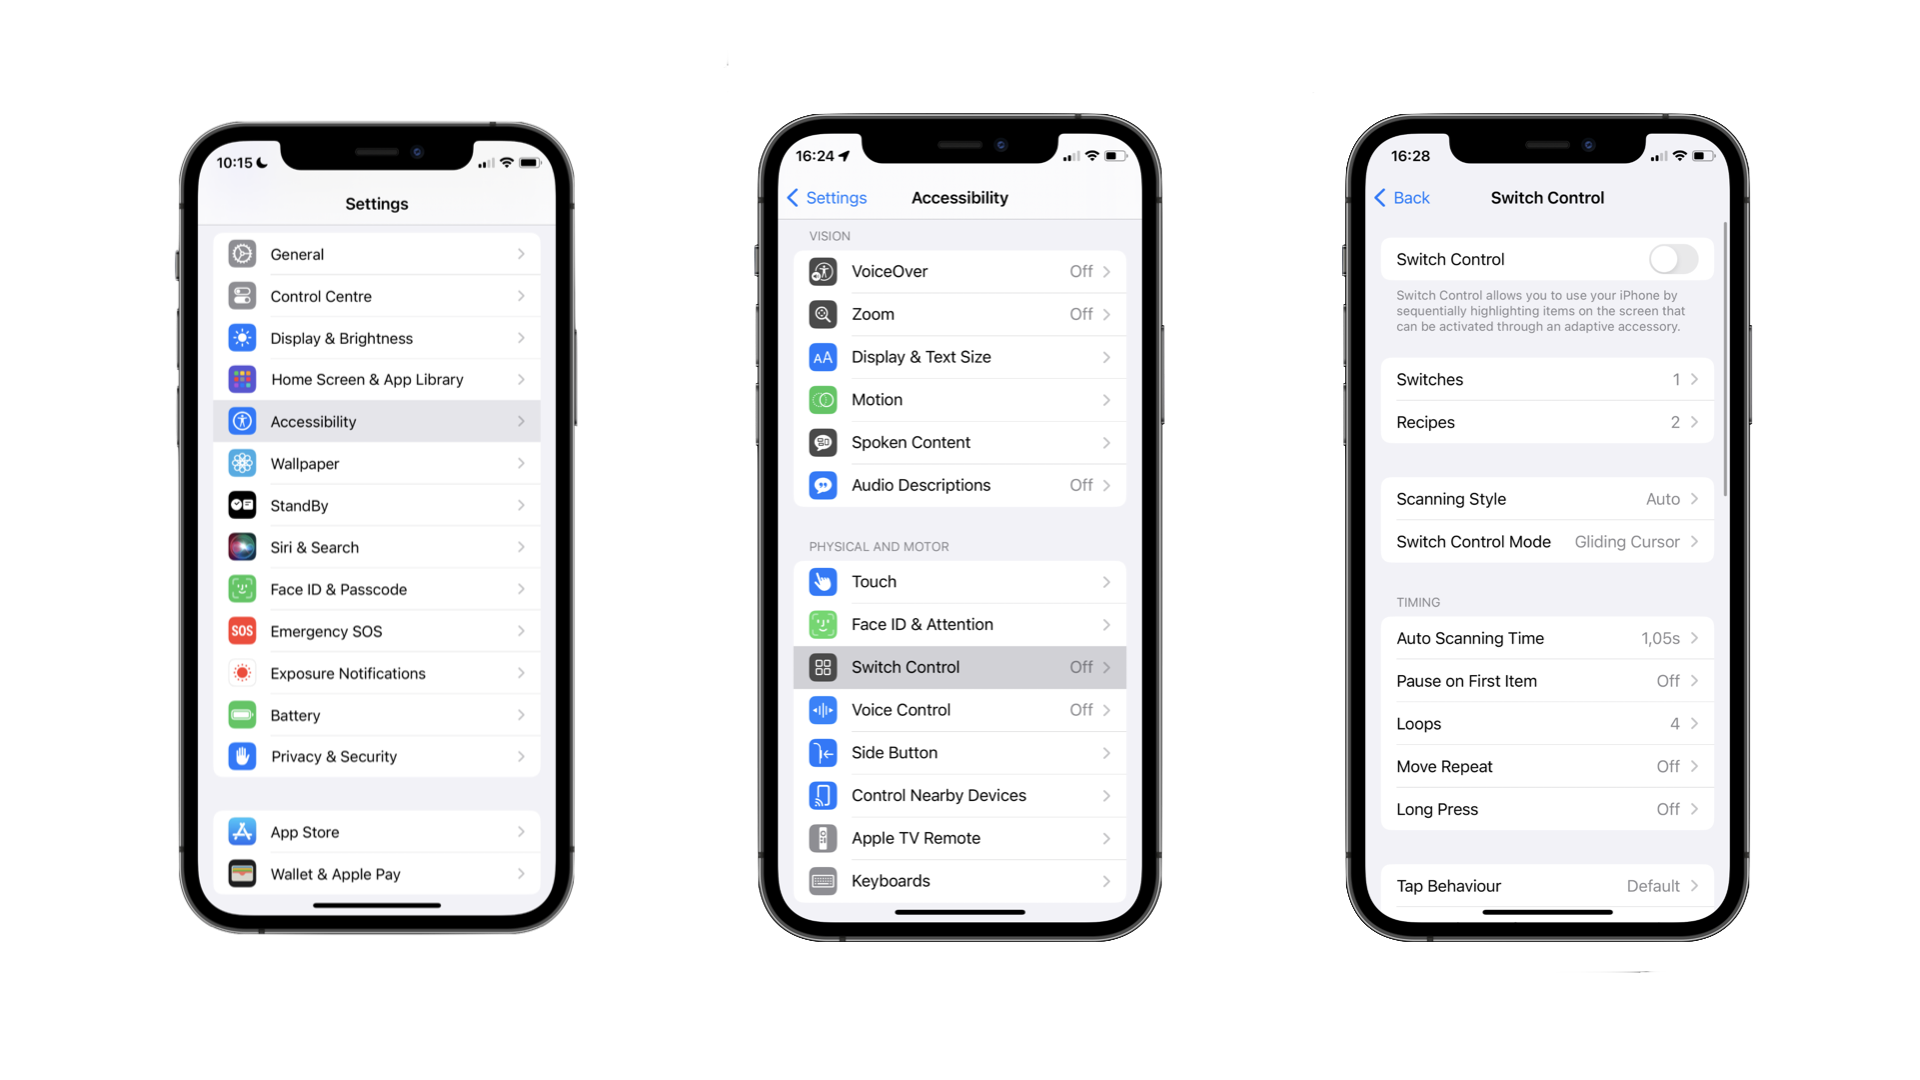 10:15
Settings
General
Control Centre
Display & Brightness
Home Screen & App Library
Accessibility
Wallpaper
StandBy
Siri & Search
Face ID & Passcode
SOS Emergency SOS
Exposure Notifications
Battery
Privacy & Security
App Store
Wallet & Apple Pay
16:24
Settings Accessibility
VISION
VoiceOver Off
Zoom Off
AA Display & Text Size
Motion
Spoken Content
Audio Descriptions Off
PHYSICAL AND MOTOR
Touch
Face ID & Attention
Switch Control Off
Voice Control Off
Side Button
Control Nearby Devices
Apple TV Remote
Keyboards
16:28
Back Switch Control
Switch Control
Switch Control allows you to use your iPhone by
sequentially highlighting items on the screen that
can be activated through an adaptive accessory.
Switches 1
Recipes 2
Scanning Style Auto
Switch Control Mode Gliding Cursor
TIMING
Auto Scanning Time 1,05s
Pause on First Item Off
Loops 4
Move Repeat Off
Long Press Off
Tap Behaviour Default